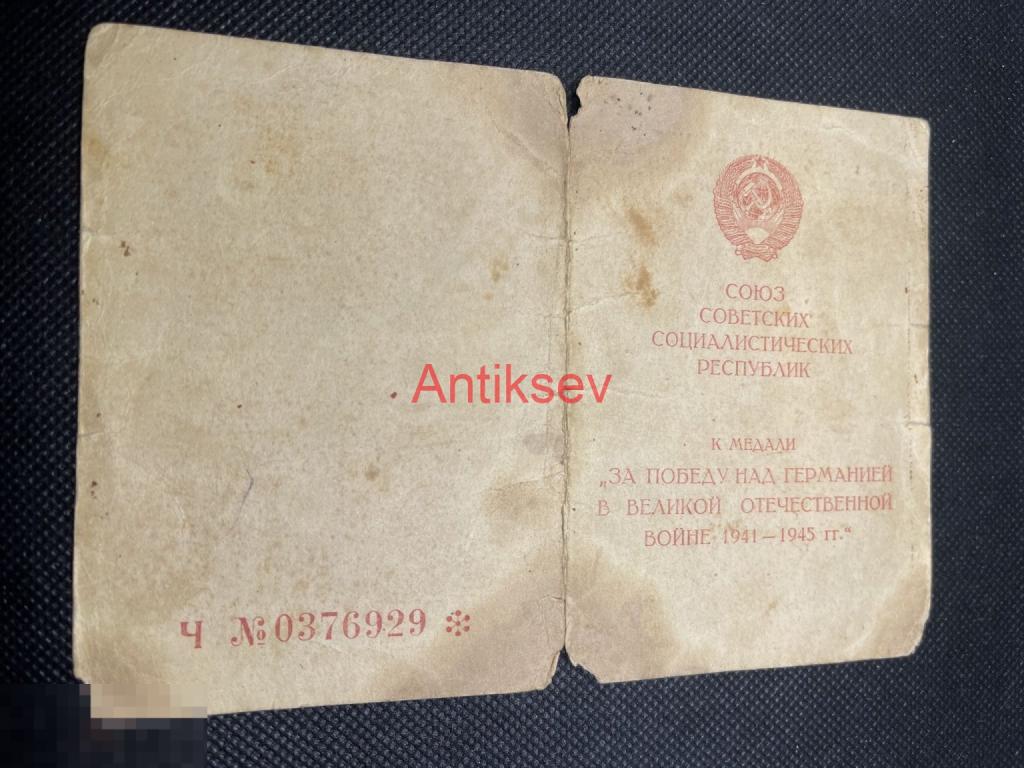 СОЮЗ
СОВЕТСКИХ
СОЦИАЛИСТИЧЕСКИХ
РЕСПУБЛИК
К МЕДАЛИ
„ЗА ПОБЕДУ НАД ГЕРМАНИЕЙ
В ВЕЛИКОЙ ОТЕЧЕСТВЕННОЙ
ВОЙНЕ 1941—1945 гг.“
Ч №0376929
Antiksev